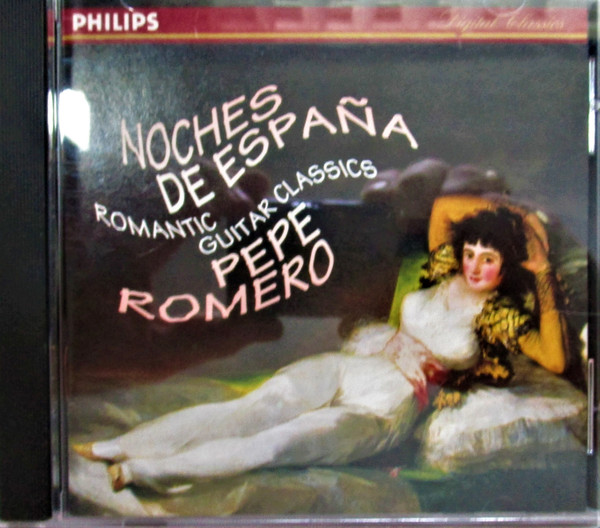 PHILIPS
Digital Classics
NOCHES
DE ESPAÑA
ROMANTIC
GUITAR CLASSICS
PEPE
ROMERO